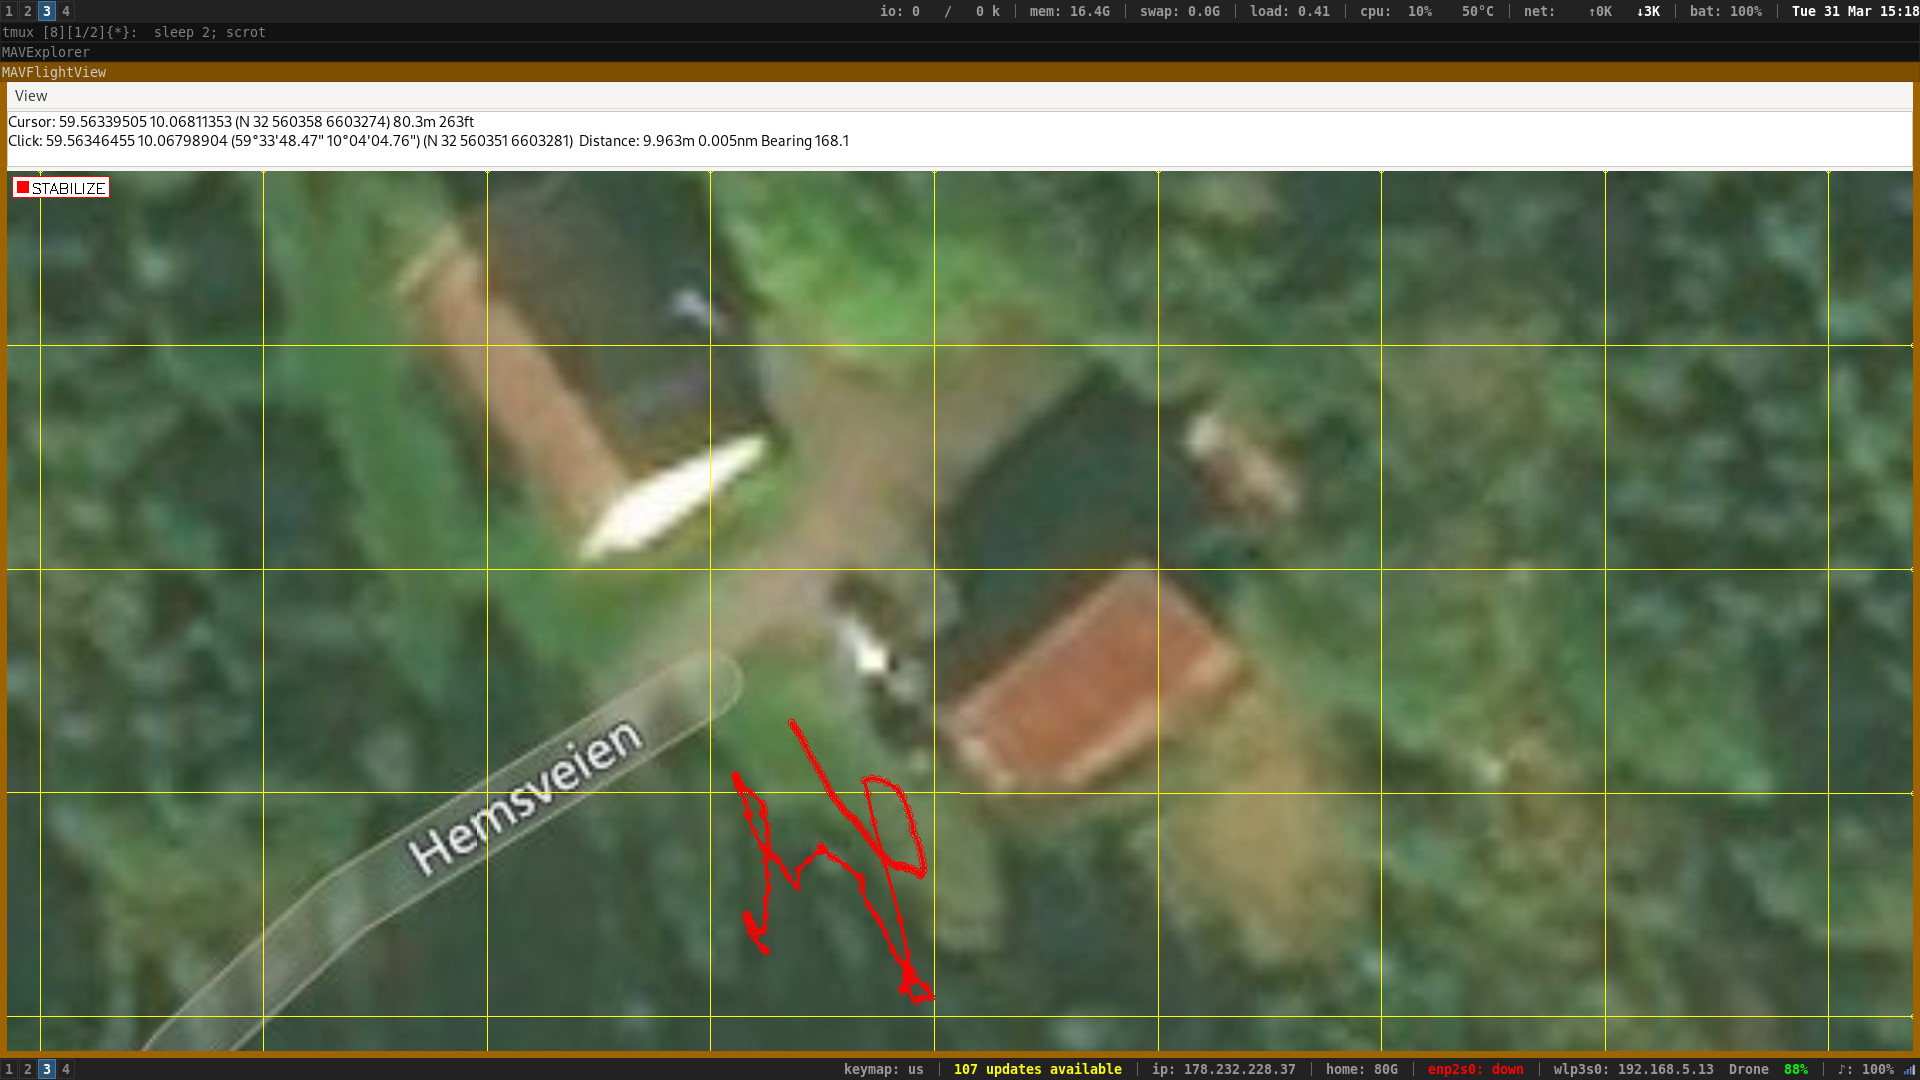 1 2 3 4 io: 0 / 0 k mem: 16.4G swap: 0.0G load: 0.41 cpu: 10% 50°C net: ↑0K ↓3K bat: 100% Tue 31 Mar 15:18
tmux [8][1/2]{*}: sleep 2; scrot
MAVExplorer
MAVFlightView
View
Cursor: 59.56339505 10.06811353 (N 32 560358 6603274) 80.3m 263ft
Click: 59.56346455 10.06798904 (59°33'48.47" 10°04'04.76") (N 32 560351 6603281) Distance: 9.963m 0.005nm Bearing 168.1
STABILIZE
Hemsveien
1 2 3 4 keymap: us 107 updates available ip: 178.232.228.37 home: 80G enp2s0: down wlp3s0: 192.168.5.13 Drone 88% ♪: 100%